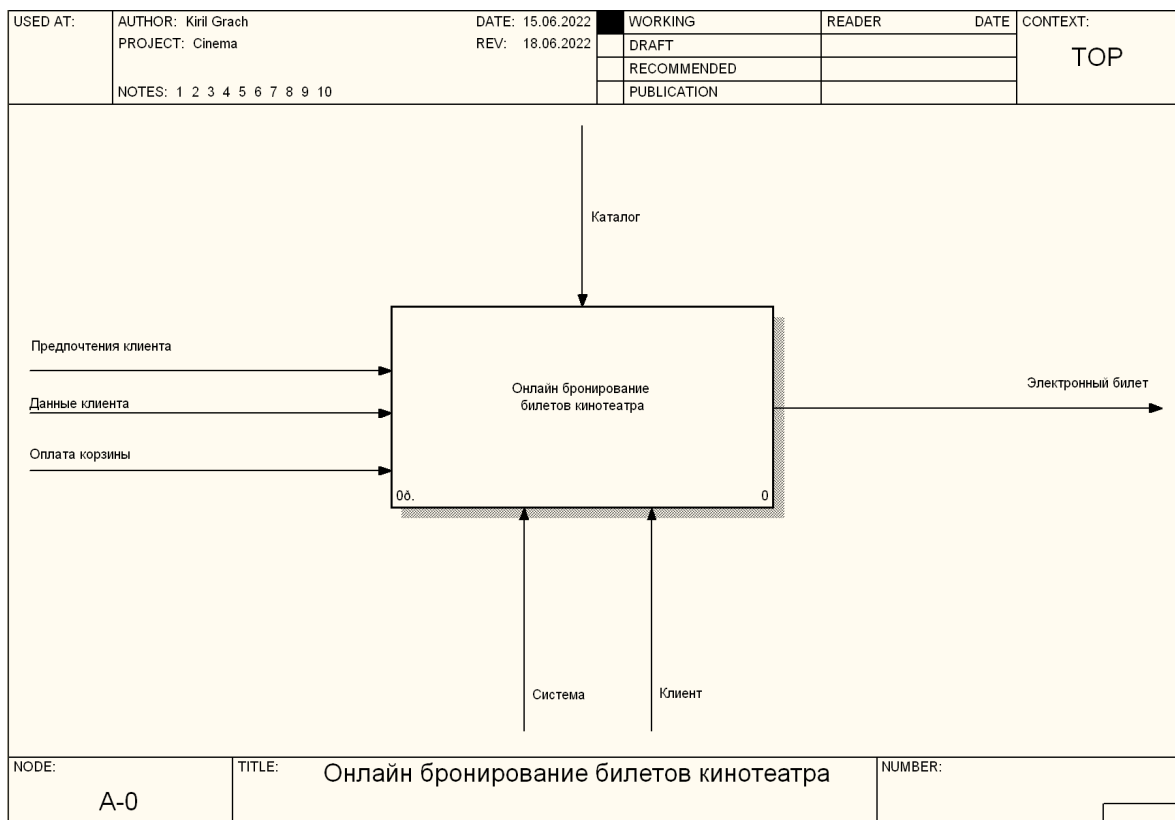 USED AT:
AUTHOR: Kiril Grach
DATE: 15.06.2022
PROJECT: Cinema
REV: 18.06.2022
NOTES: 1 2 3 4 5 6 7 8 9 10
WORKING
DRAFT
RECOMMENDED
PUBLICATION
READER DATE
CONTEXT:
TOP
Каталог
Предпочтения клиента
Данные клиента
Оплата корзины
Онлайн бронирование
билетов кинотеатра
0ð.
0
Электронный билет
Система
Клиент
NODE:
A-0
TITLE:
Онлайн бронирование билетов кинотеатра
NUMBER: